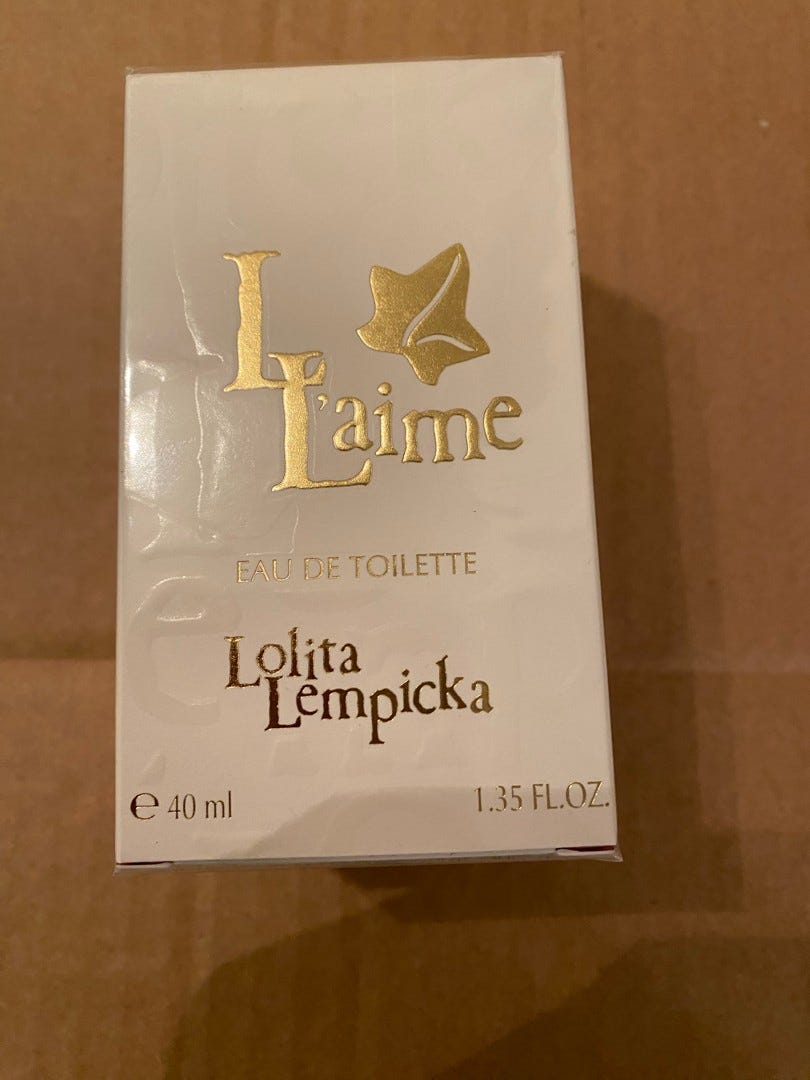 L
L'aime
EAU DE TOILETTE
Lolita
Lempicka
℮ 40 ml
1.35 FL.OZ.